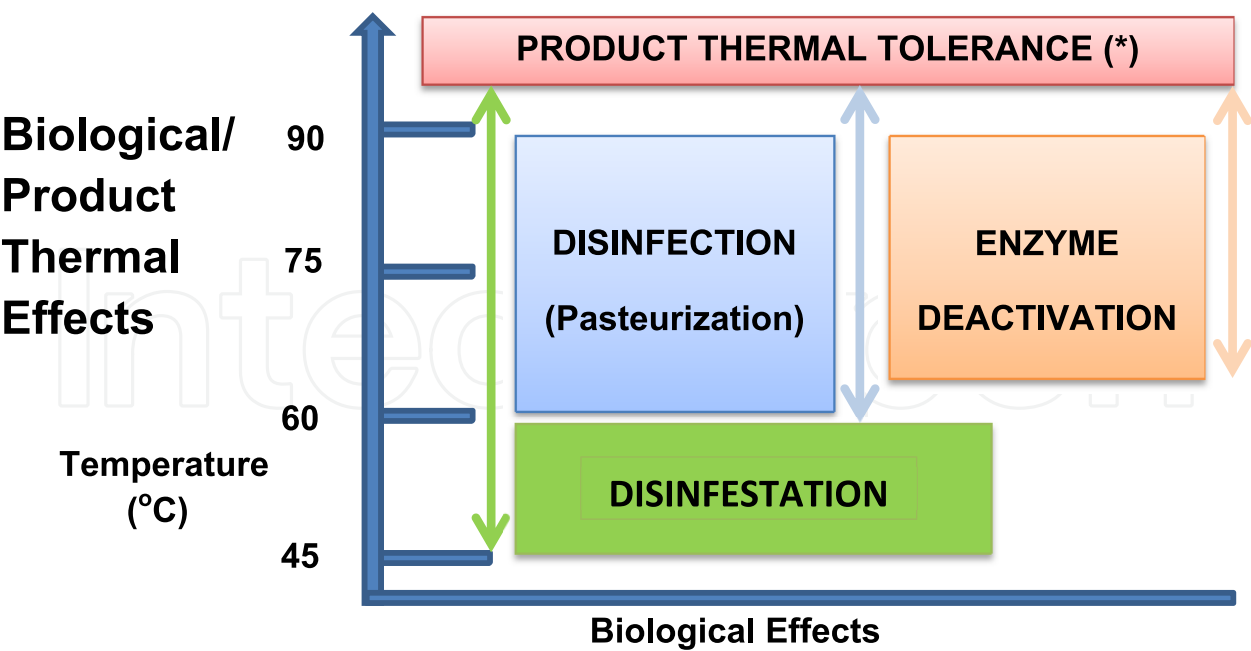 PRODUCT THERMAL TOLERANCE (*)
Biological/
Product
Thermal
Effects
90
75
60
45
DISINFECTION
(Pasteurization)
ENZYME
DEACTIVATION
DISINFESTATION
Temperature
(°C)
Biological Effects